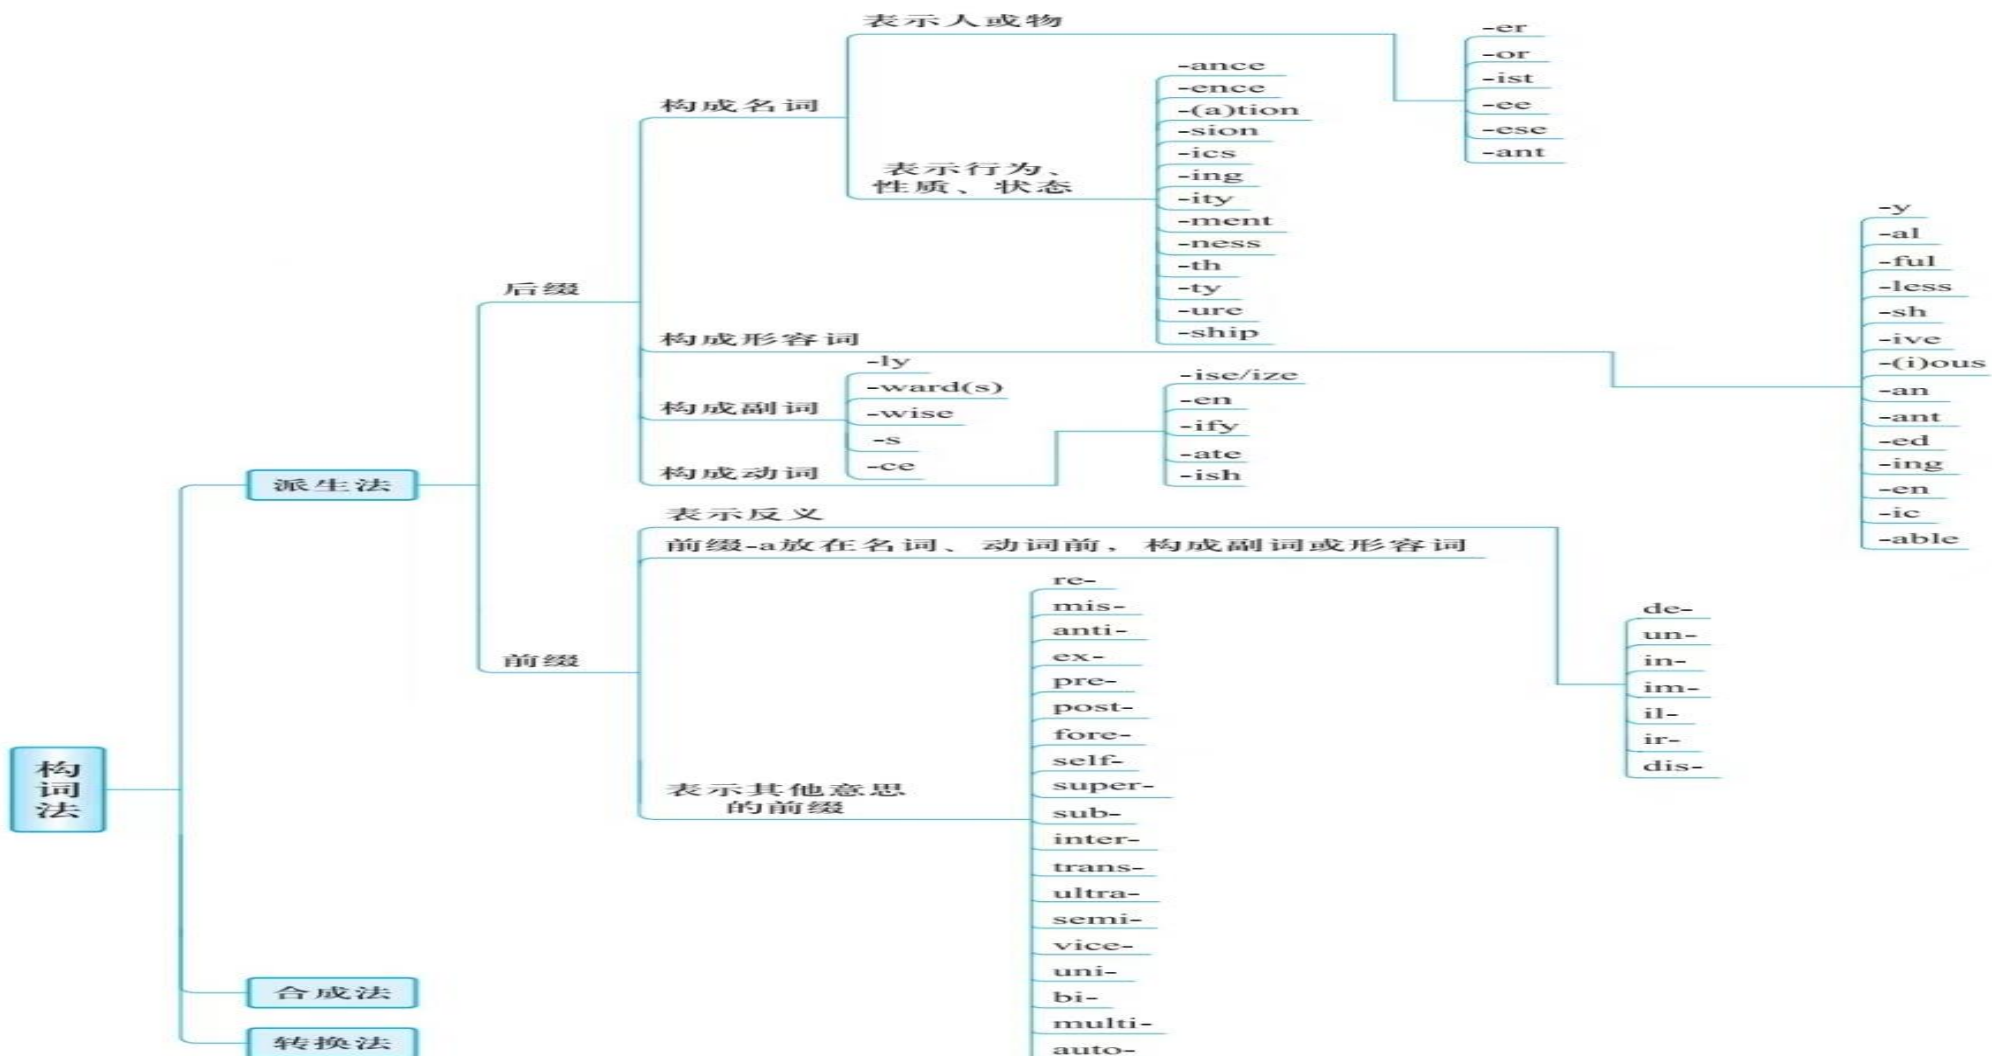 构
词
法
派生法
后缀
构成名词
表示人或物
-er
-or
-ist
-ee
-ese
-ant
表示行为、
性质、状态
-ance
-ence
-(a)tion
-sion
-ics
-ing
-ity
-ment
-ness
-th
-ty
-ure
-ship
构成形容词
-y
-al
-ful
-less
-sh
-ive
-(i)ous
-an
-ant
-ed
-ing
-en
-ic
-able
构成副词
-ly
-ward(s)
-wise
-s
-ce
构成动词
-ise/ize
-en
-ify
-ate
-ish
前缀
表示反义
de-
un-
in-
im-
il-
ir-
dis-
前缀-a放在名词、动词前，构成副词或形容词
表示其他意思
的前缀
re-
mis-
anti-
ex-
pre-
post-
fore-
self-
super-
sub-
inter-
trans-
ultra-
semi-
vice-
uni-
bi-
multi-
auto-
合成法
转换法